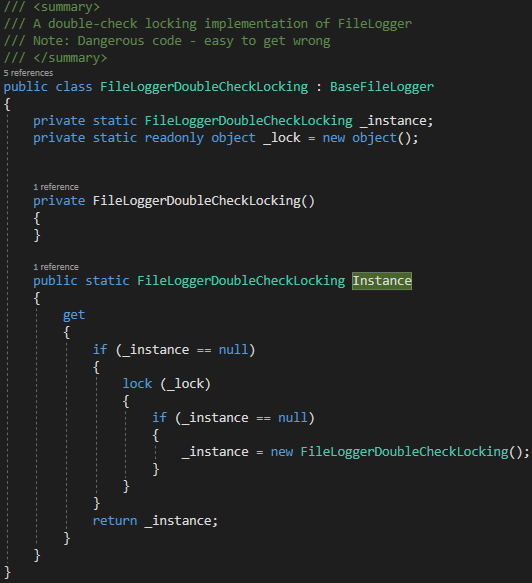 /// <summary>
/// A double-check locking implementation of FileLogger
/// Note: Dangerous code - easy to get wrong
/// </summary>
5 references
public class FileLoggerDoubleCheckLocking : BaseFileLogger
{
    private static FileLoggerDoubleCheckLocking _instance;
    private static readonly object _lock = new object();
    1 reference
    private FileLoggerDoubleCheckLocking()
    {
    }
    1 reference
    public static FileLoggerDoubleCheckLocking Instance
    {
        get
        {
            if (_instance == null)
            {
                lock (_lock)
                {
                    if (_instance == null)
                    {
                        _instance = new FileLoggerDoubleCheckLocking();
                    }
                }
            }
            return _instance;
        }
    }
}